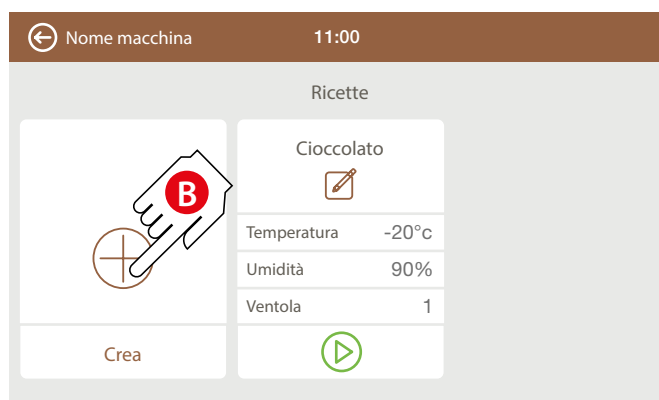 Nome macchina 11:00
Ricette
Cioccolato
B
Temperatura -20°c
Umidità 90%
Ventola 1
Crea